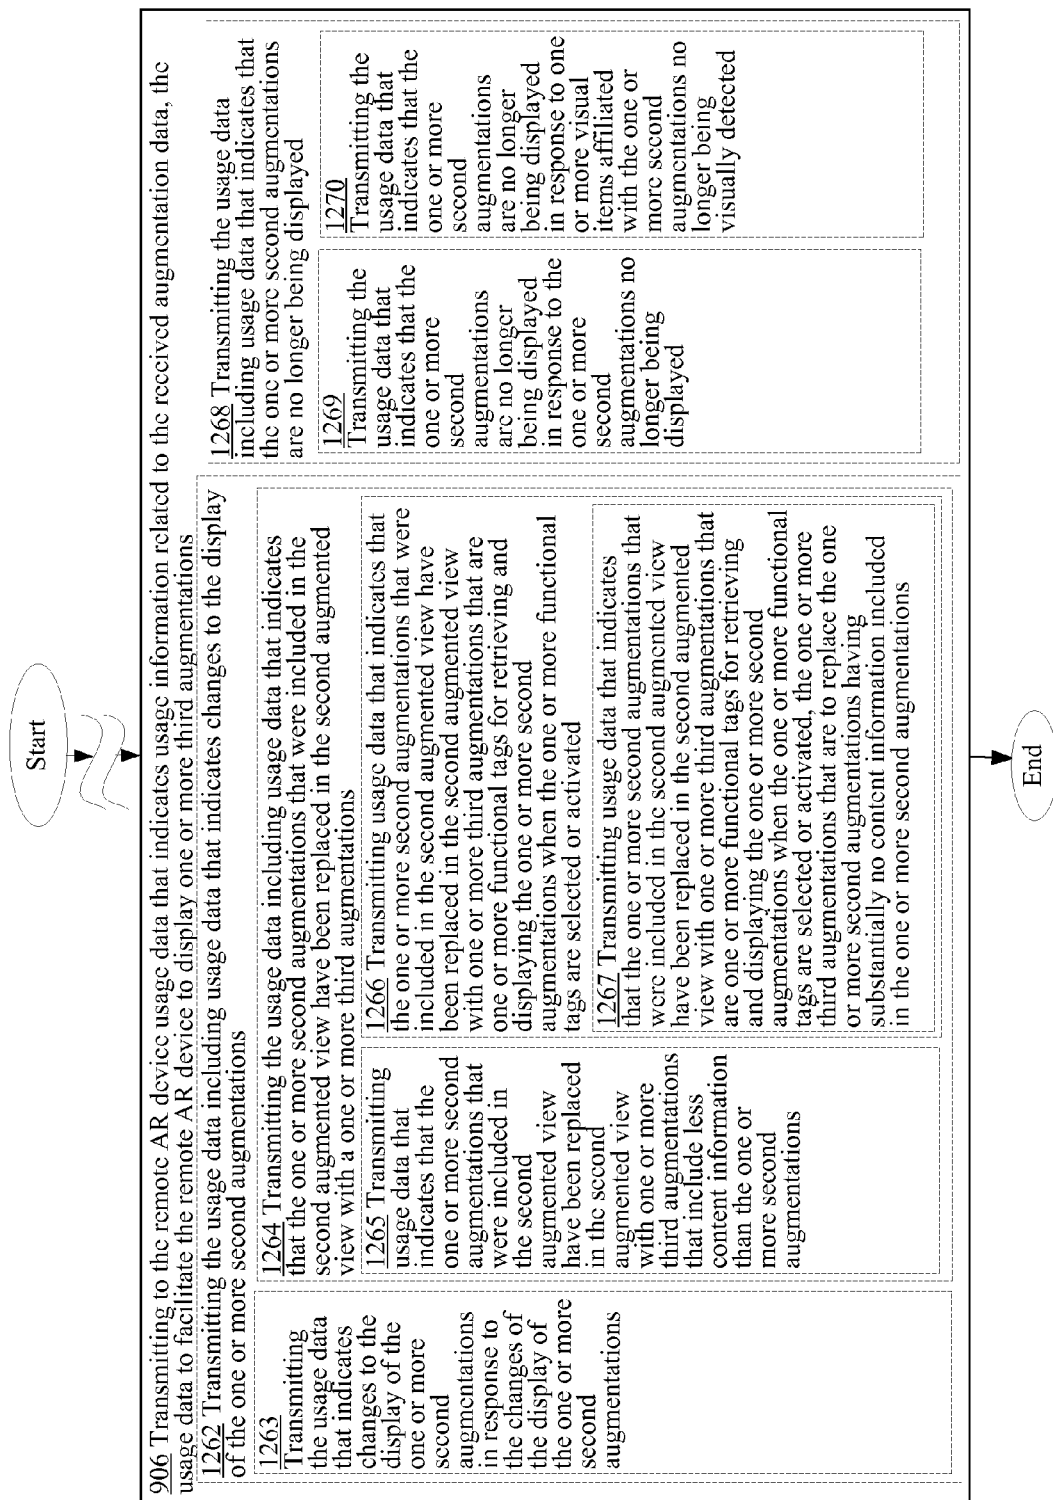 Start
906 Transmitting to the remote AR device usage data that indicates usage information related to the received augmentation data, the
usage data to facilitate the remote AR device to display one or more third augmentations
1262 Transmitting the usage data including usage data that indicates changes to the display
of the one or more second augmentations
1263
Transmitting
the usage data
that indicates
changes to the
display of the
one or more
second
augmentations
in response to
the changes of
the display of
the one or more
second
augmentations
1264 Transmitting the usage data including usage data that indicates
that the one or more second augmentations that were included in the
second augmented view have been replaced in the second augmented
view with a one or more third augmentations
1265 Transmitting
usage data that
indicates that the
one or more second
augmentations that
were included in
the second
augmented view
have been replaced
in the second
augmented view
with one or more
third augmentations
that include less
content information
than the one or
more second
augmentations
1266 Transmitting usage data that indicates that
the one or more second augmentations that were
included in the second augmented view have
been replaced in the second augmented view
with one or more third augmentations that are
one or more functional tags for retrieving and
displaying the one or more second
augmentations when the one or more functional
tags are selected or activated
1267 Transmitting usage data that indicates
that the one or more second augmentations that
were included in the second augmented view
have been replaced in the second augmented
view with one or more third augmentations that
are one or more functional tags for retrieving
and displaying the one or more second
augmentations when the one or more functional
tags are selected or activated, the one or more
third augmentations that are to replace the one
or more second augmentations having
substantially no content information included
in the one or more second augmentations
1268 Transmitting the usage data
including usage data that indicates that
the one or more second augmentations
are no longer being displayed
1269
Transmitting the
usage data that
indicates that the
one or more
second
augmentations
are no longer
being displayed
in response to the
one or more
second
augmentations no
longer being
displayed
1270
Transmitting the
usage data that
indicates that the
one or more
second
augmentations
are no longer
being displayed
in response to one
or more visual
items affiliated
with the one or
more second
augmentations no
longer being
visually detected
End